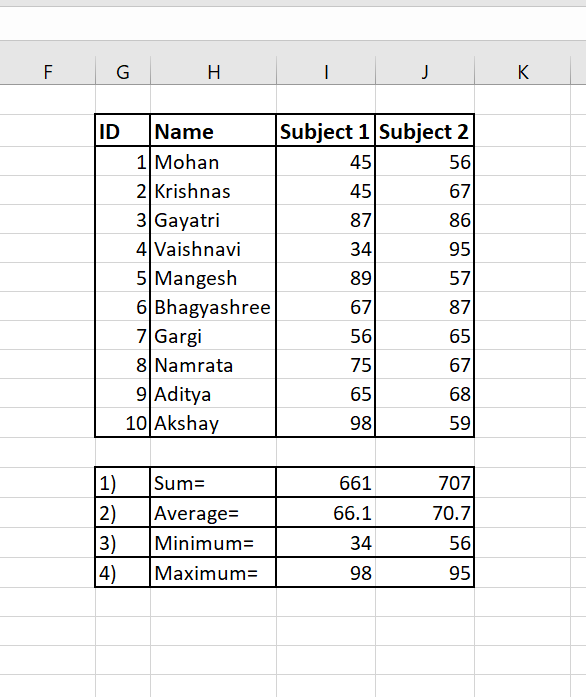 F G H I J K
ID Name Subject 1 Subject 2
1 Mohan 45 56
2 Krishnas 45 67
3 Gayatri 87 86
4 Vaishnavi 34 95
5 Mangesh 89 57
6 Bhagyashree 67 87
7 Gargi 56 65
8 Namrata 75 67
9 Aditya 65 68
10 Akshay 98 59
1) Sum= 661 707
2) Average= 66.1 70.7
3) Minimum= 34 56
4) Maximum= 98 95